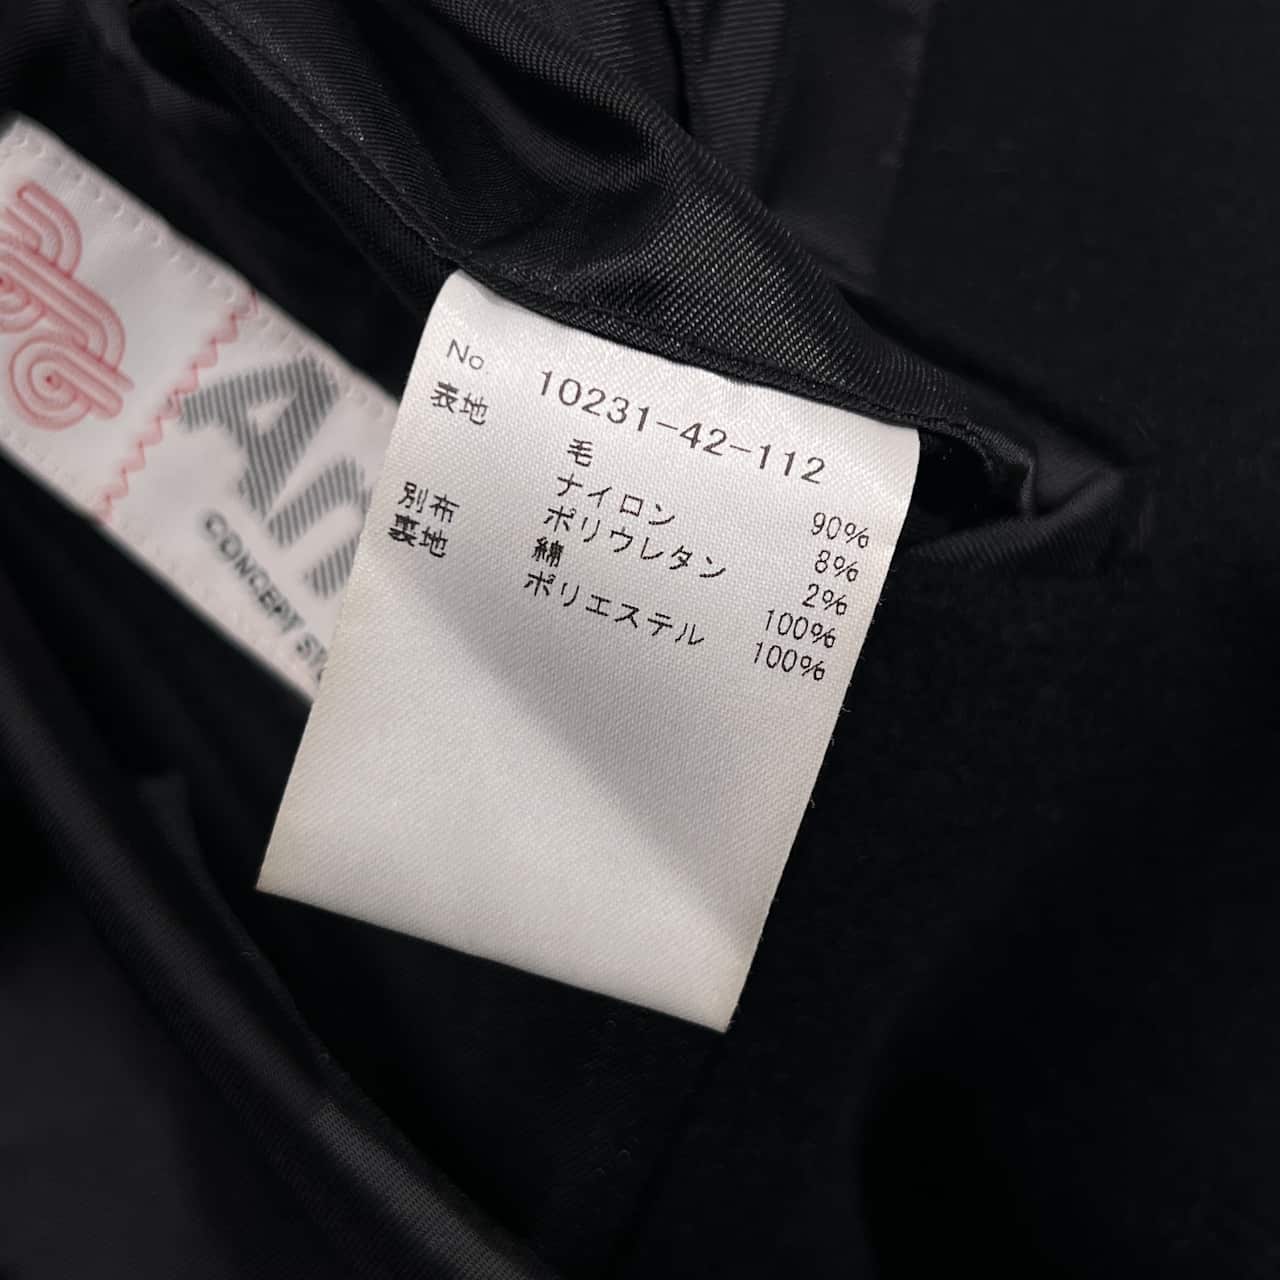 No 10231-42-112
表地 毛 90%
ナイロン 8%
ポリウレタン 2%
別布 綿 100%
裏地 ポリエステル 100%
CONCEPT